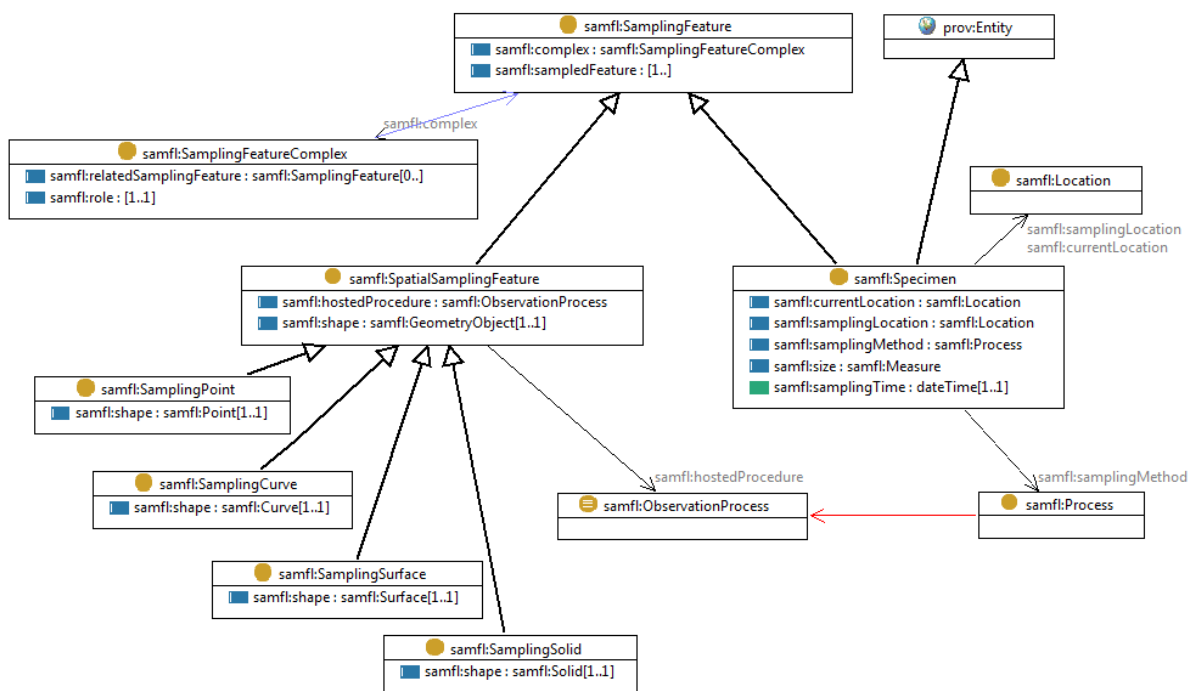 samfl:SamplingFeature
samfl:complex : samfl:SamplingFeatureComplex
samfl:sampledFeature : [1..]
prov:Entity
samfl:complex
samfl:SamplingFeatureComplex
samfl:relatedSamplingFeature : samfl:SamplingFeature[0..]
samfl:role : [1..1]
samfl:Location
samfl:samplingLocation
samfl:currentLocation
samfl:SpatialSamplingFeature
samfl:hostedProcedure : samfl:ObservationProcess
samfl:shape : samfl:GeometryObject[1..1]
samfl:Specimen
samfl:currentLocation : samfl:Location
samfl:samplingLocation : samfl:Location
samfl:samplingMethod : samfl:Process
samfl:size : samfl:Measure
samfl:samplingTime : dateTime[1..1]
samfl:SamplingPoint
samfl:shape : samfl:Point[1..1]
samfl:SamplingCurve
samfl:shape : samfl:Curve[1..1]
samfl:hostedProcedure
samfl:samplingMethod
samfl:ObservationProcess
samfl:Process
samfl:SamplingSurface
samfl:shape : samfl:Surface[1..1]
samfl:SamplingSolid
samfl:shape : samfl:Solid[1..1]